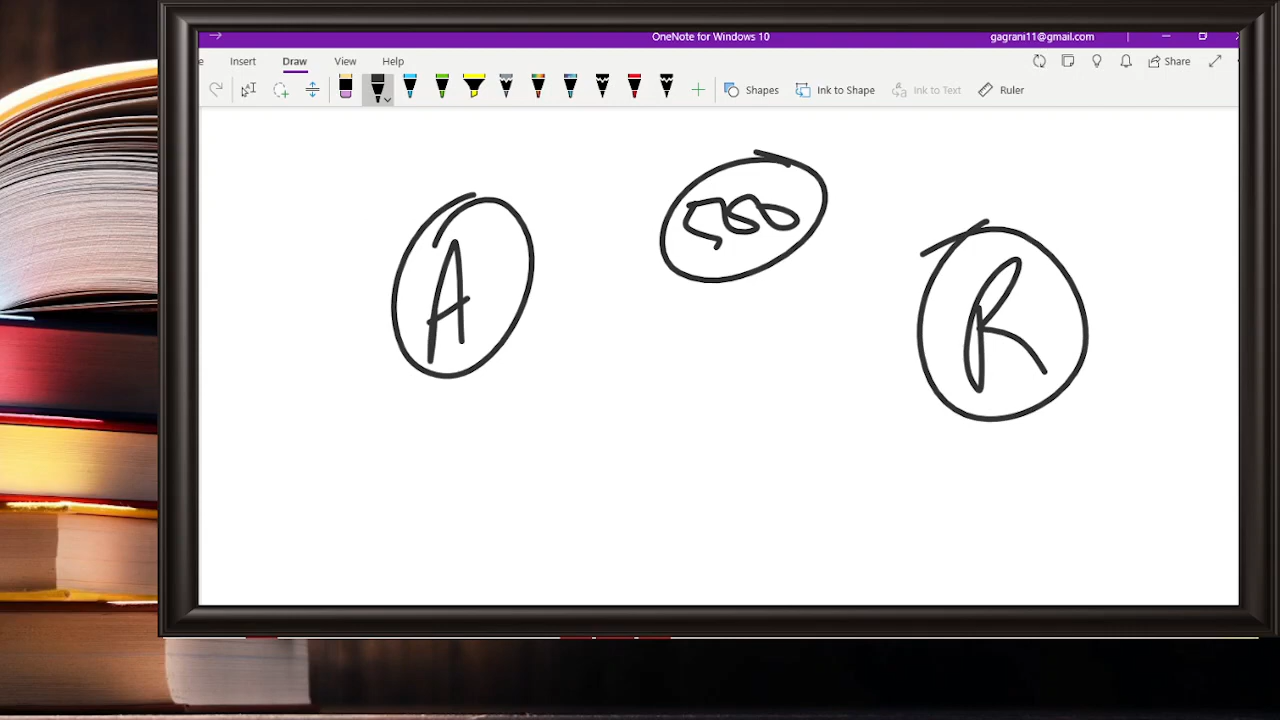 OneNote for Windows 10 gagrani11@gmail.com
Insert Draw View Help Share
Shapes Ink to Shape Ink to Text Ruler
500
A
R